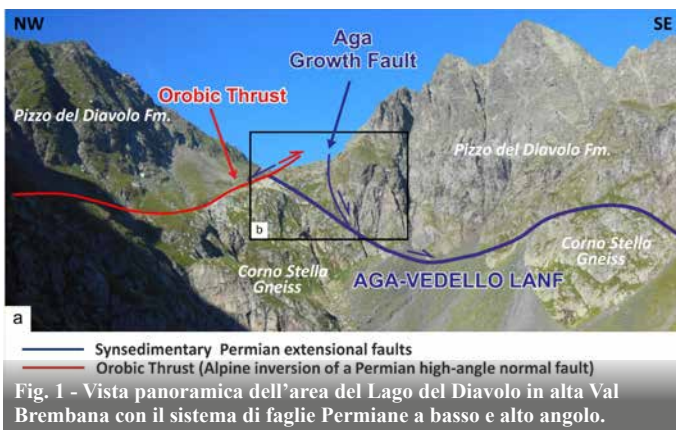 NW
SE
Aga
Growth Fault
Orobic Thrust
Pizzo del Diavolo Fm.
Pizzo del Diavolo Fm.
b
Corno Stella
Gneiss
Corno Stella
Gneiss
AGA-VEDELLO LANF
a
Synsedimentary Permian extensional faults
Orobic Thrust (Alpine inversion of a Permian high-angle normal fault)
Fig. 1 - Vista panoramica dell'area del Lago del Diavolo in alta Val
Brembana con il sistema di faglie Permiane a basso e alto angolo.